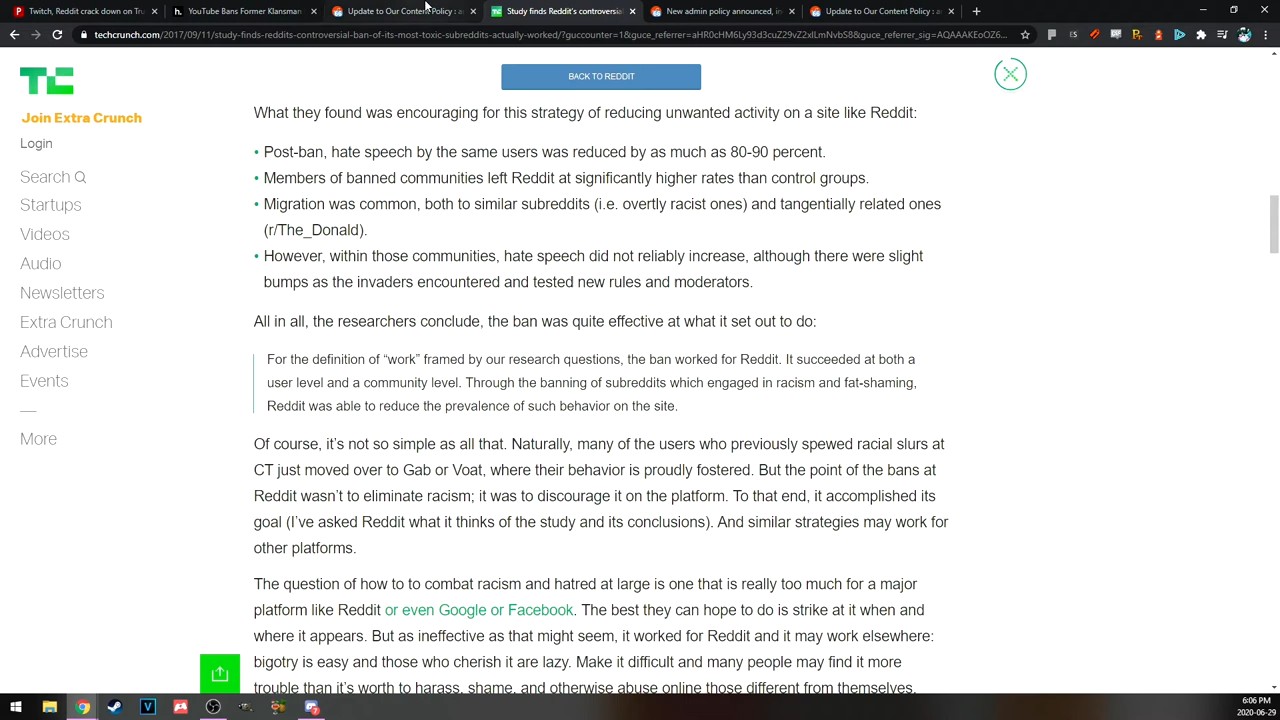 Twitch, Reddit crack down on Tru
YouTube Bans Former Klansman
Update to Our Content Policy : a
Study finds Reddit's controversial
New admin policy announced, in
Update to Our Content Policy : a
techcrunch.com/2017/09/11/study-finds-reddits-controversial-ban-of-its-most-toxic-subreddits-actually-worked/?guccounter=1&guce_referrer=aHR0cHM6Ly93d3cuZ29vZ2xlLmNvbS8&guce_referrer_sig=AQAAAKEoOZ6...
TC
BACK TO REDDIT
Join Extra Crunch
Login
Search
Startups
Videos
Audio
Newsletters
Extra Crunch
Advertise
Events
—
More
What they found was encouraging for this strategy of reducing unwanted activity on a site like Reddit:
• Post-ban, hate speech by the same users was reduced by as much as 80-90 percent.
• Members of banned communities left Reddit at significantly higher rates than control groups.
• Migration was common, both to similar subreddits (i.e. overtly racist ones) and tangentially related ones
(r/The_Donald).
• However, within those communities, hate speech did not reliably increase, although there were slight
bumps as the invaders encountered and tested new rules and moderators.
All in all, the researchers conclude, the ban was quite effective at what it set out to do:
For the definition of “work” framed by our research questions, the ban worked for Reddit. It succeeded at both a
user level and a community level. Through the banning of subreddits which engaged in racism and fat-shaming,
Reddit was able to reduce the prevalence of such behavior on the site.
Of course, it’s not so simple as all that. Naturally, many of the users who previously spewed racial slurs at
CT just moved over to Gab or Voat, where their behavior is proudly fostered. But the point of the bans at
Reddit wasn’t to eliminate racism; it was to discourage it on the platform. To that end, it accomplished its
goal (I’ve asked Reddit what it thinks of the study and its conclusions). And similar strategies may work for
other platforms.
The question of how to to combat racism and hatred at large is one that is really too much for a major
platform like Reddit or even Google or Facebook. The best they can hope to do is strike at it when and
where it appears. But as ineffective as that might seem, it worked for Reddit and it may work elsewhere:
bigotry is easy and those who cherish it are lazy. Make it difficult and many people may find it more
trouble than it’s worth to harass, shame, and otherwise abuse online those different from themselves.
6:06 PM
2020-06-29